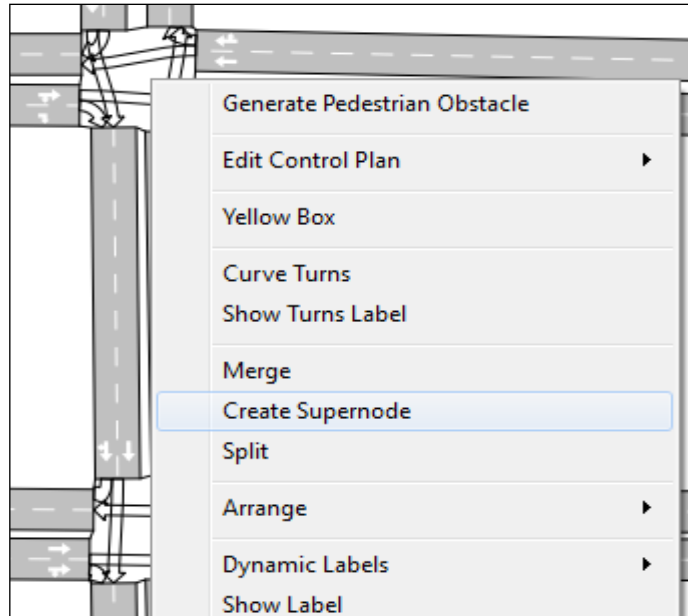 Generate Pedestrian Obstacle
Edit Control Plan
Yellow Box
Curve Turns
Show Turns Label
Merge
Create Supernode
Split
Arrange
Dynamic Labels
Show Label